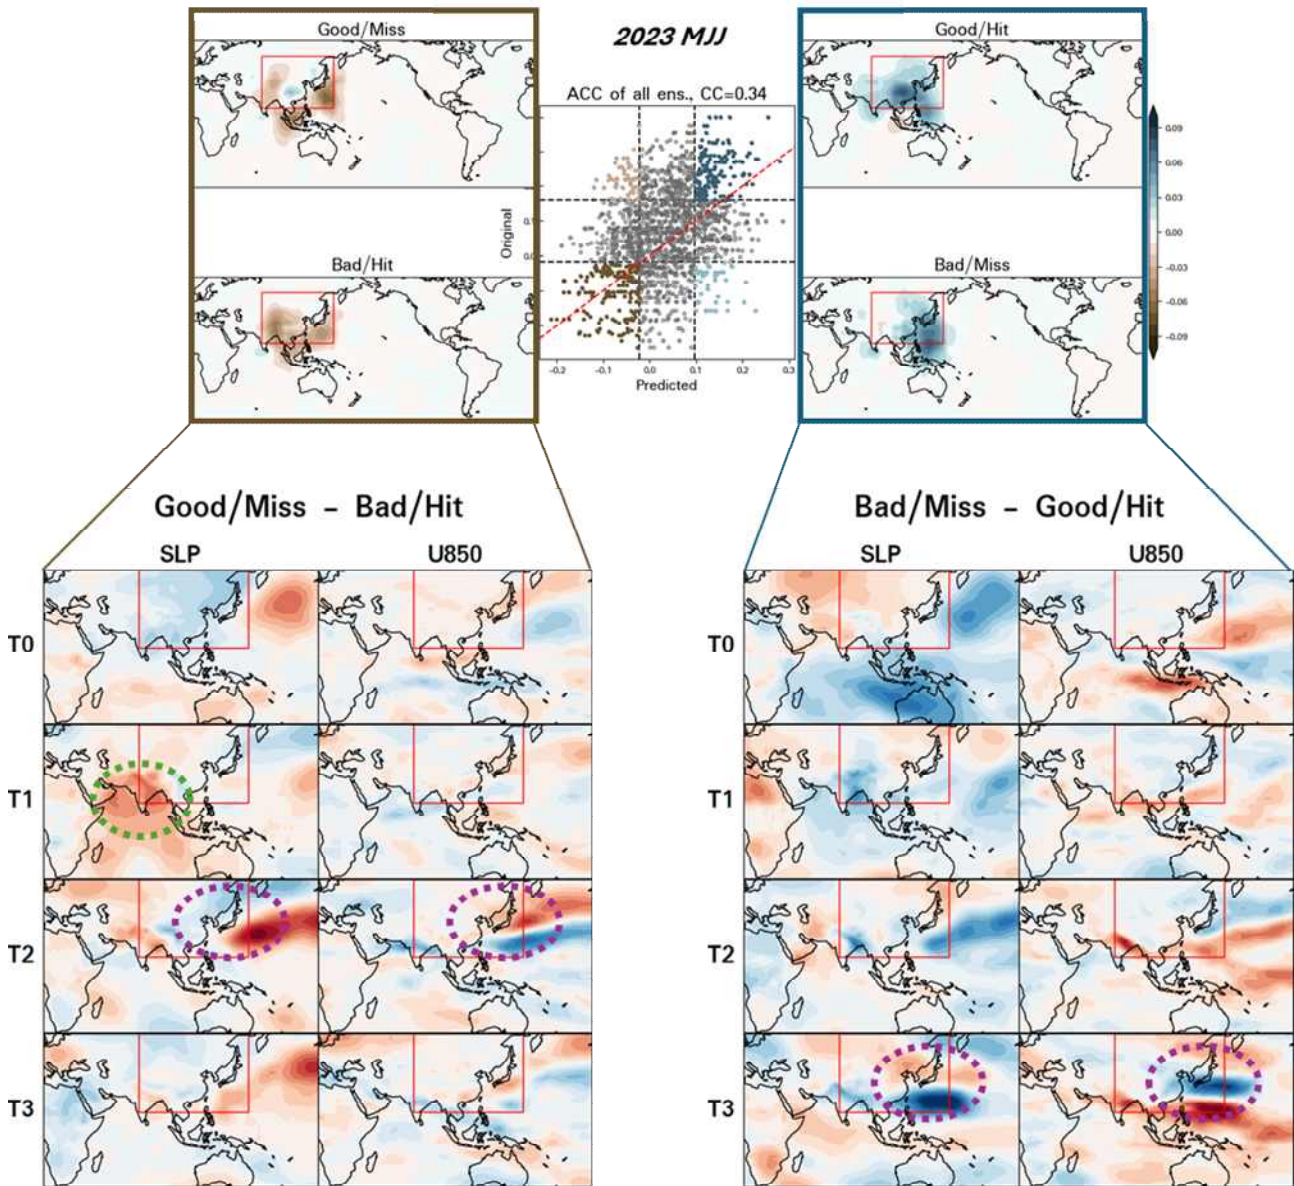 Good/Miss
2023 MJJ
Good/Hit
ACC of all ens., CC=0.34
0.09
0.06
0.03
0.00
-0.03
-0.06
-0.09
Original
Bad/Hit
Bad/Miss
-0.2 -0.1 0.0 0.1 0.2 0.3
Predicted
Good/Miss - Bad/Hit
SLP U850
T0
T1
T2
T3
Bad/Miss - Good/Hit
SLP U850
T0
T1
T2
T3